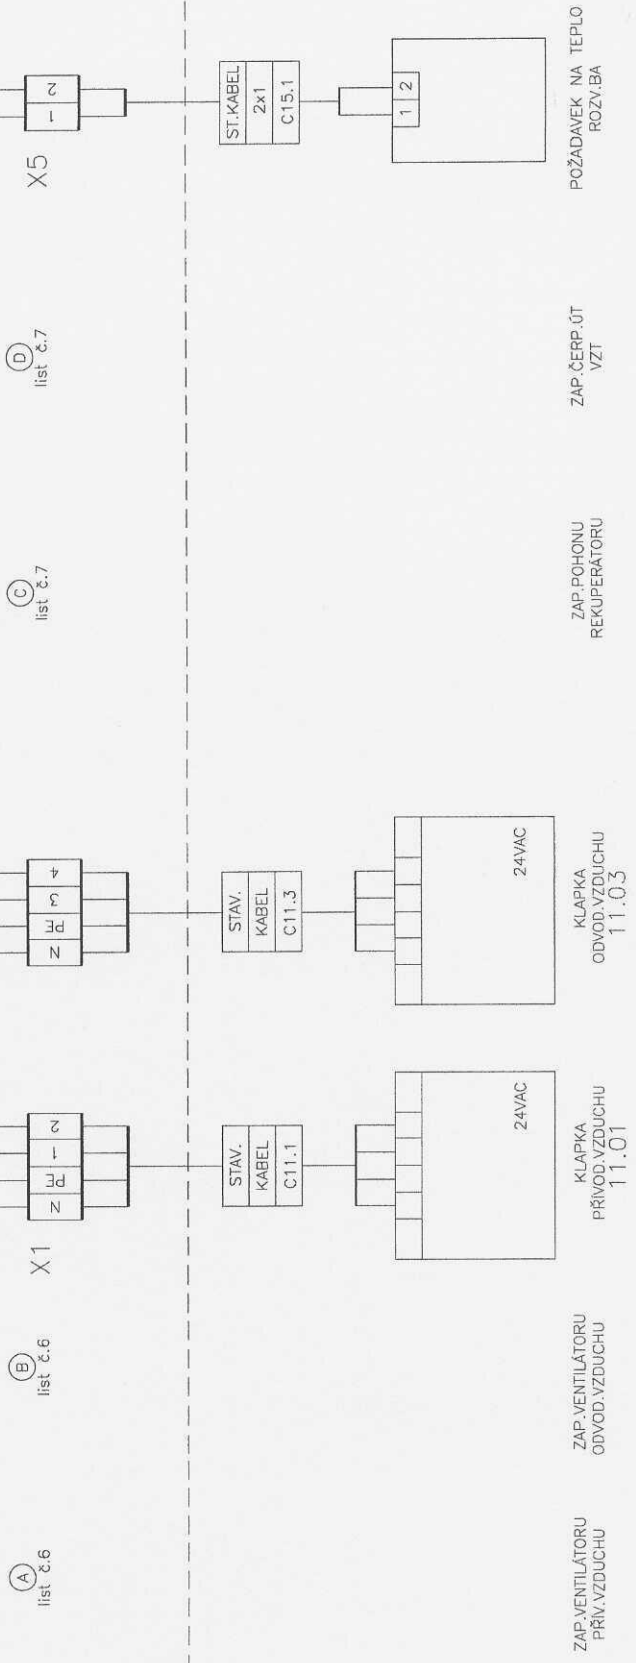 A
list č.6
B
list č.6
C
list č.7
D
list č.7
X1
N
PE
1
2
N
PE
3
4
X5
1
2
STAV.
KABEL
C11.1
STAV.
KABEL
C11.3
ST.KABEL
2x1
C15.1
24VAC
24VAC
1
2
ZAP.VENTILÁTORU
PŘÍV.VZDUCHU
ZAP.VENTILÁTORU
ODVOD.VZDUCHU
KLAPKA
PŘÍVOD.VZDUCHU
11.01
KLAPKA
ODVOD.VZDUCHU
11.03
ZAP.POHONU
REKUPERÁTORU
ZAP.ČERP.ÚT
VZT
POŽADAVEK NA TEPLO
ROZV.BA